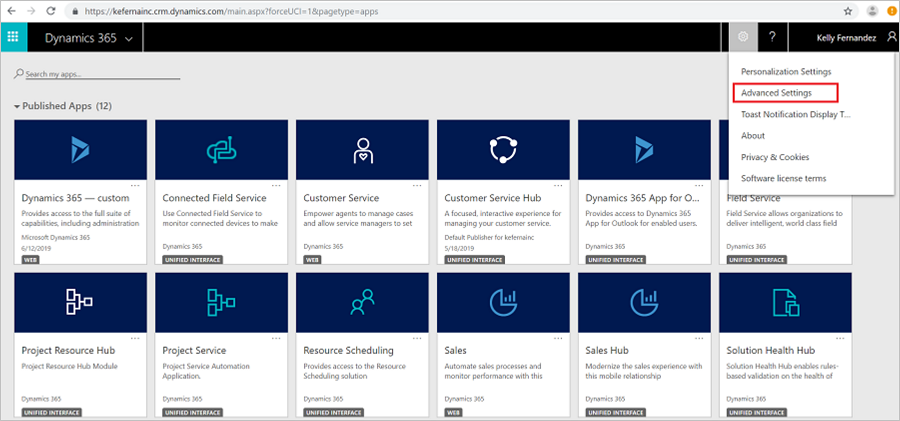 https://kefernainc.crm.dynamics.com/main.aspx?forceUCI=1&pagetype=apps
Dynamics 365
?
Kelly Fernandez
Personalization Settings
Advanced Settings
Toast Notification Display T...
About
Privacy & Cookies
Software license terms
Search my apps...
Published Apps (12)
...
Dynamics 365 — custom
Provides access to the full suite of
capabilities, including administration
Microsoft Dynamics 365
6/12/2019
WEB
...
Connected Field Service
Use Connected Field Service to
monitor connected devices to make
Dynamics 365
UNIFIED INTERFACE
...
Customer Service
Empower agents to manage cases
and allow service managers to set
Dynamics 365
WEB
...
Customer Service Hub
A focused, interactive experience for
managing your customer service.
Default Publisher for kefernainc
5/18/2019
UNIFIED INTERFACE
...
Dynamics 365 App for O...
Provides access to Dynamics 365
App for Outlook for enabled users.
Dynamics 365
UNIFIED INTERFACE
Field Service
Field Service allows organizations to
deliver intelligent, world class field
Dynamics 365
UNIFIED INTERFACE
...
Project Resource Hub
Project Resource Hub Module
Dynamics 365
UNIFIED INTERFACE
...
Project Service
Project Service Automation
Application.
Dynamics 365
UNIFIED INTERFACE
...
Resource Scheduling
Provides access to the Resource
Scheduling solution
Dynamics 365
UNIFIED INTERFACE
...
Sales
Automate sales processes and
monitor performance with this
Dynamics 365
WEB
...
Sales Hub
Modernize the sales experience with
this mobile relationship
Dynamics 365
UNIFIED INTERFACE
...
Solution Health Hub
Solution Health Hub enables rules-
based validation on the health of
Dynamics 365
UNIFIED INTERFACE